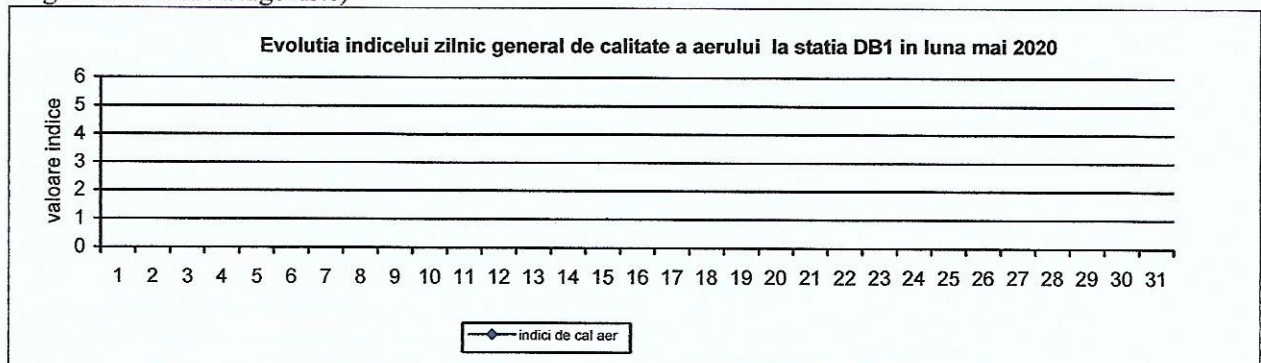 Evolutia indicelui zilnic general de calitate a aerului la statia DB1 in luna mai 2020
valoare indice
6
5
4
3
2
1
0
1 2 3 4 5 6 7 8 9 10 11 12 13 14 15 16 17 18 19 20 21 22 23 24 25 26 27 28 29 30 31
indici de cal aer